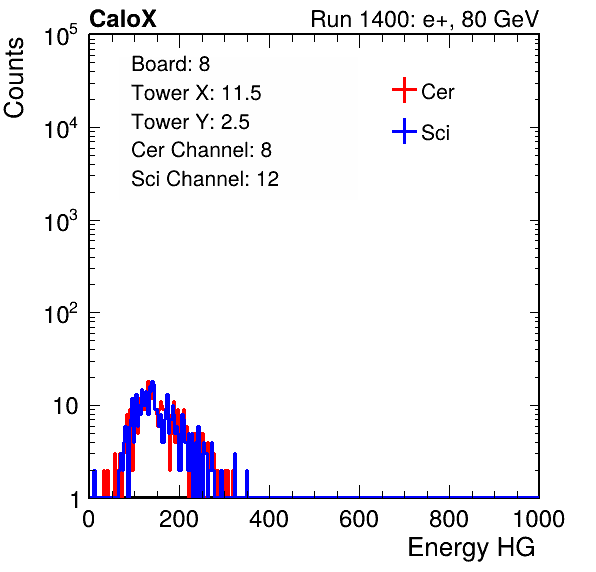 CaloX Run 1400: e+, 80 GeV
Counts
Board: 8
Tower X: 11.5
Tower Y: 2.5
Cer Channel: 8
Sci Channel: 12
Cer
Sci
10^5
10^4
10^3
10^2
10
1
0 200 400 600 800 1000
Energy HG